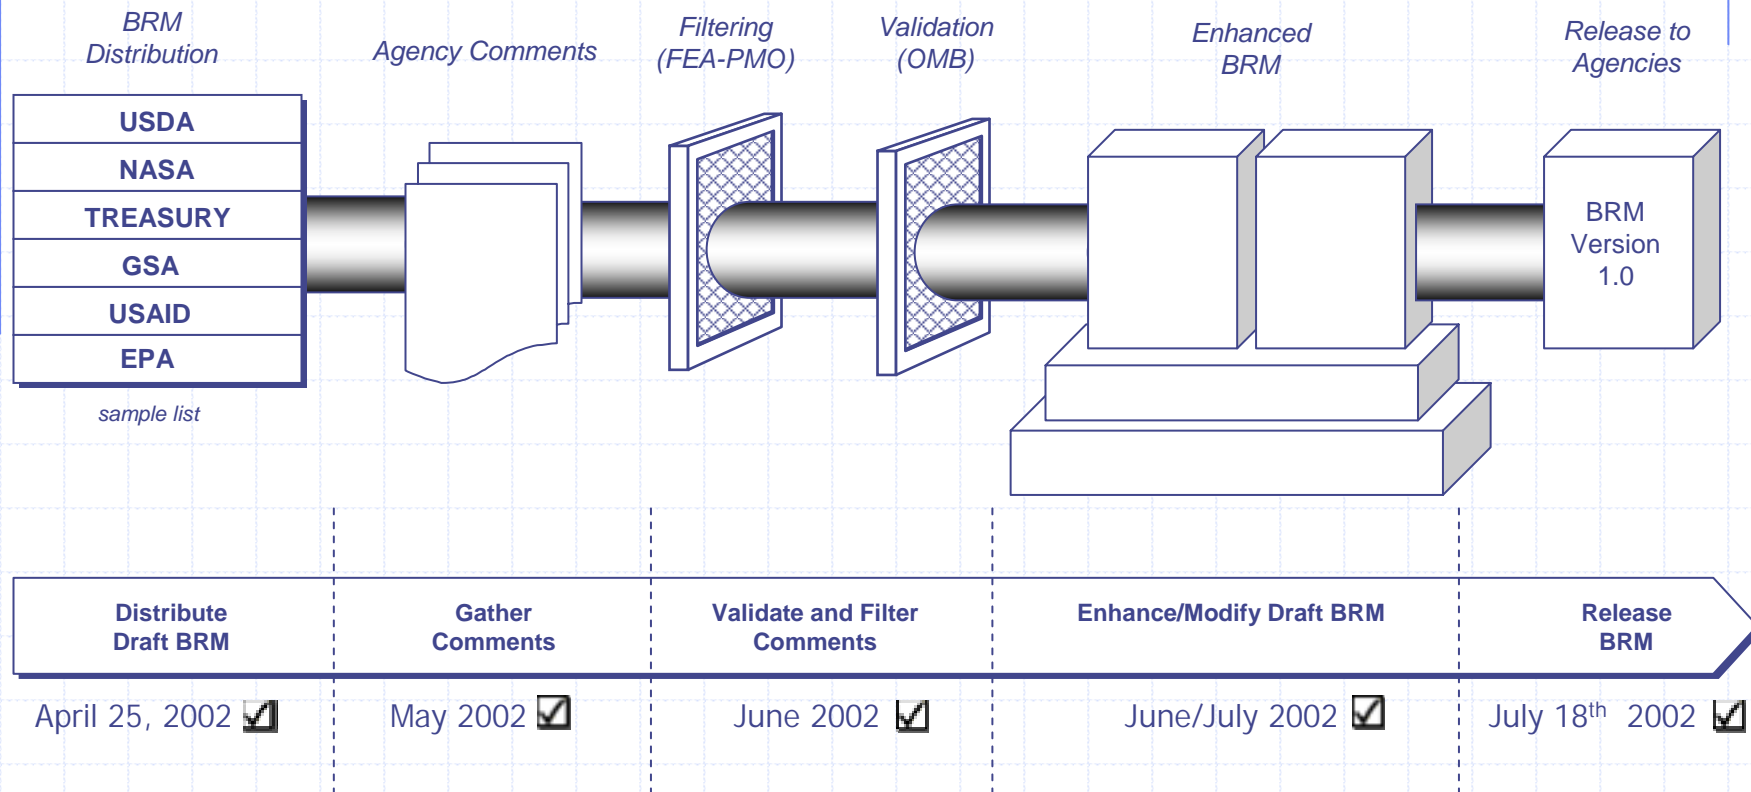 BRM
Distribution
Agency Comments
Filtering
(FEA-PMO)
Validation
(OMB)
Enhanced
BRM
Release to
Agencies
USDA
NASA
TREASURY
GSA
USAID
EPA
sample list
BRM
Version
1.0
Distribute
Draft BRM
Gather
Comments
Validate and Filter
Comments
Enhance/Modify Draft BRM
Release
BRM
April 25, 2002
May 2002
June 2002
June/July 2002
July 18th 2002